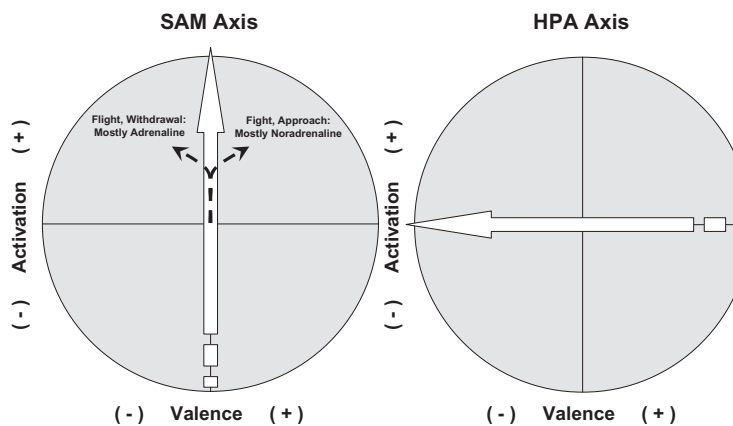 SAM Axis
Flight, Withdrawal:
Mostly Adrenaline
Fight, Approach:
Mostly Noradrenaline
( - ) Activation ( + )
( - ) Valence ( + )
HPA Axis
( - ) Activation ( + )
( - ) Valence ( + )